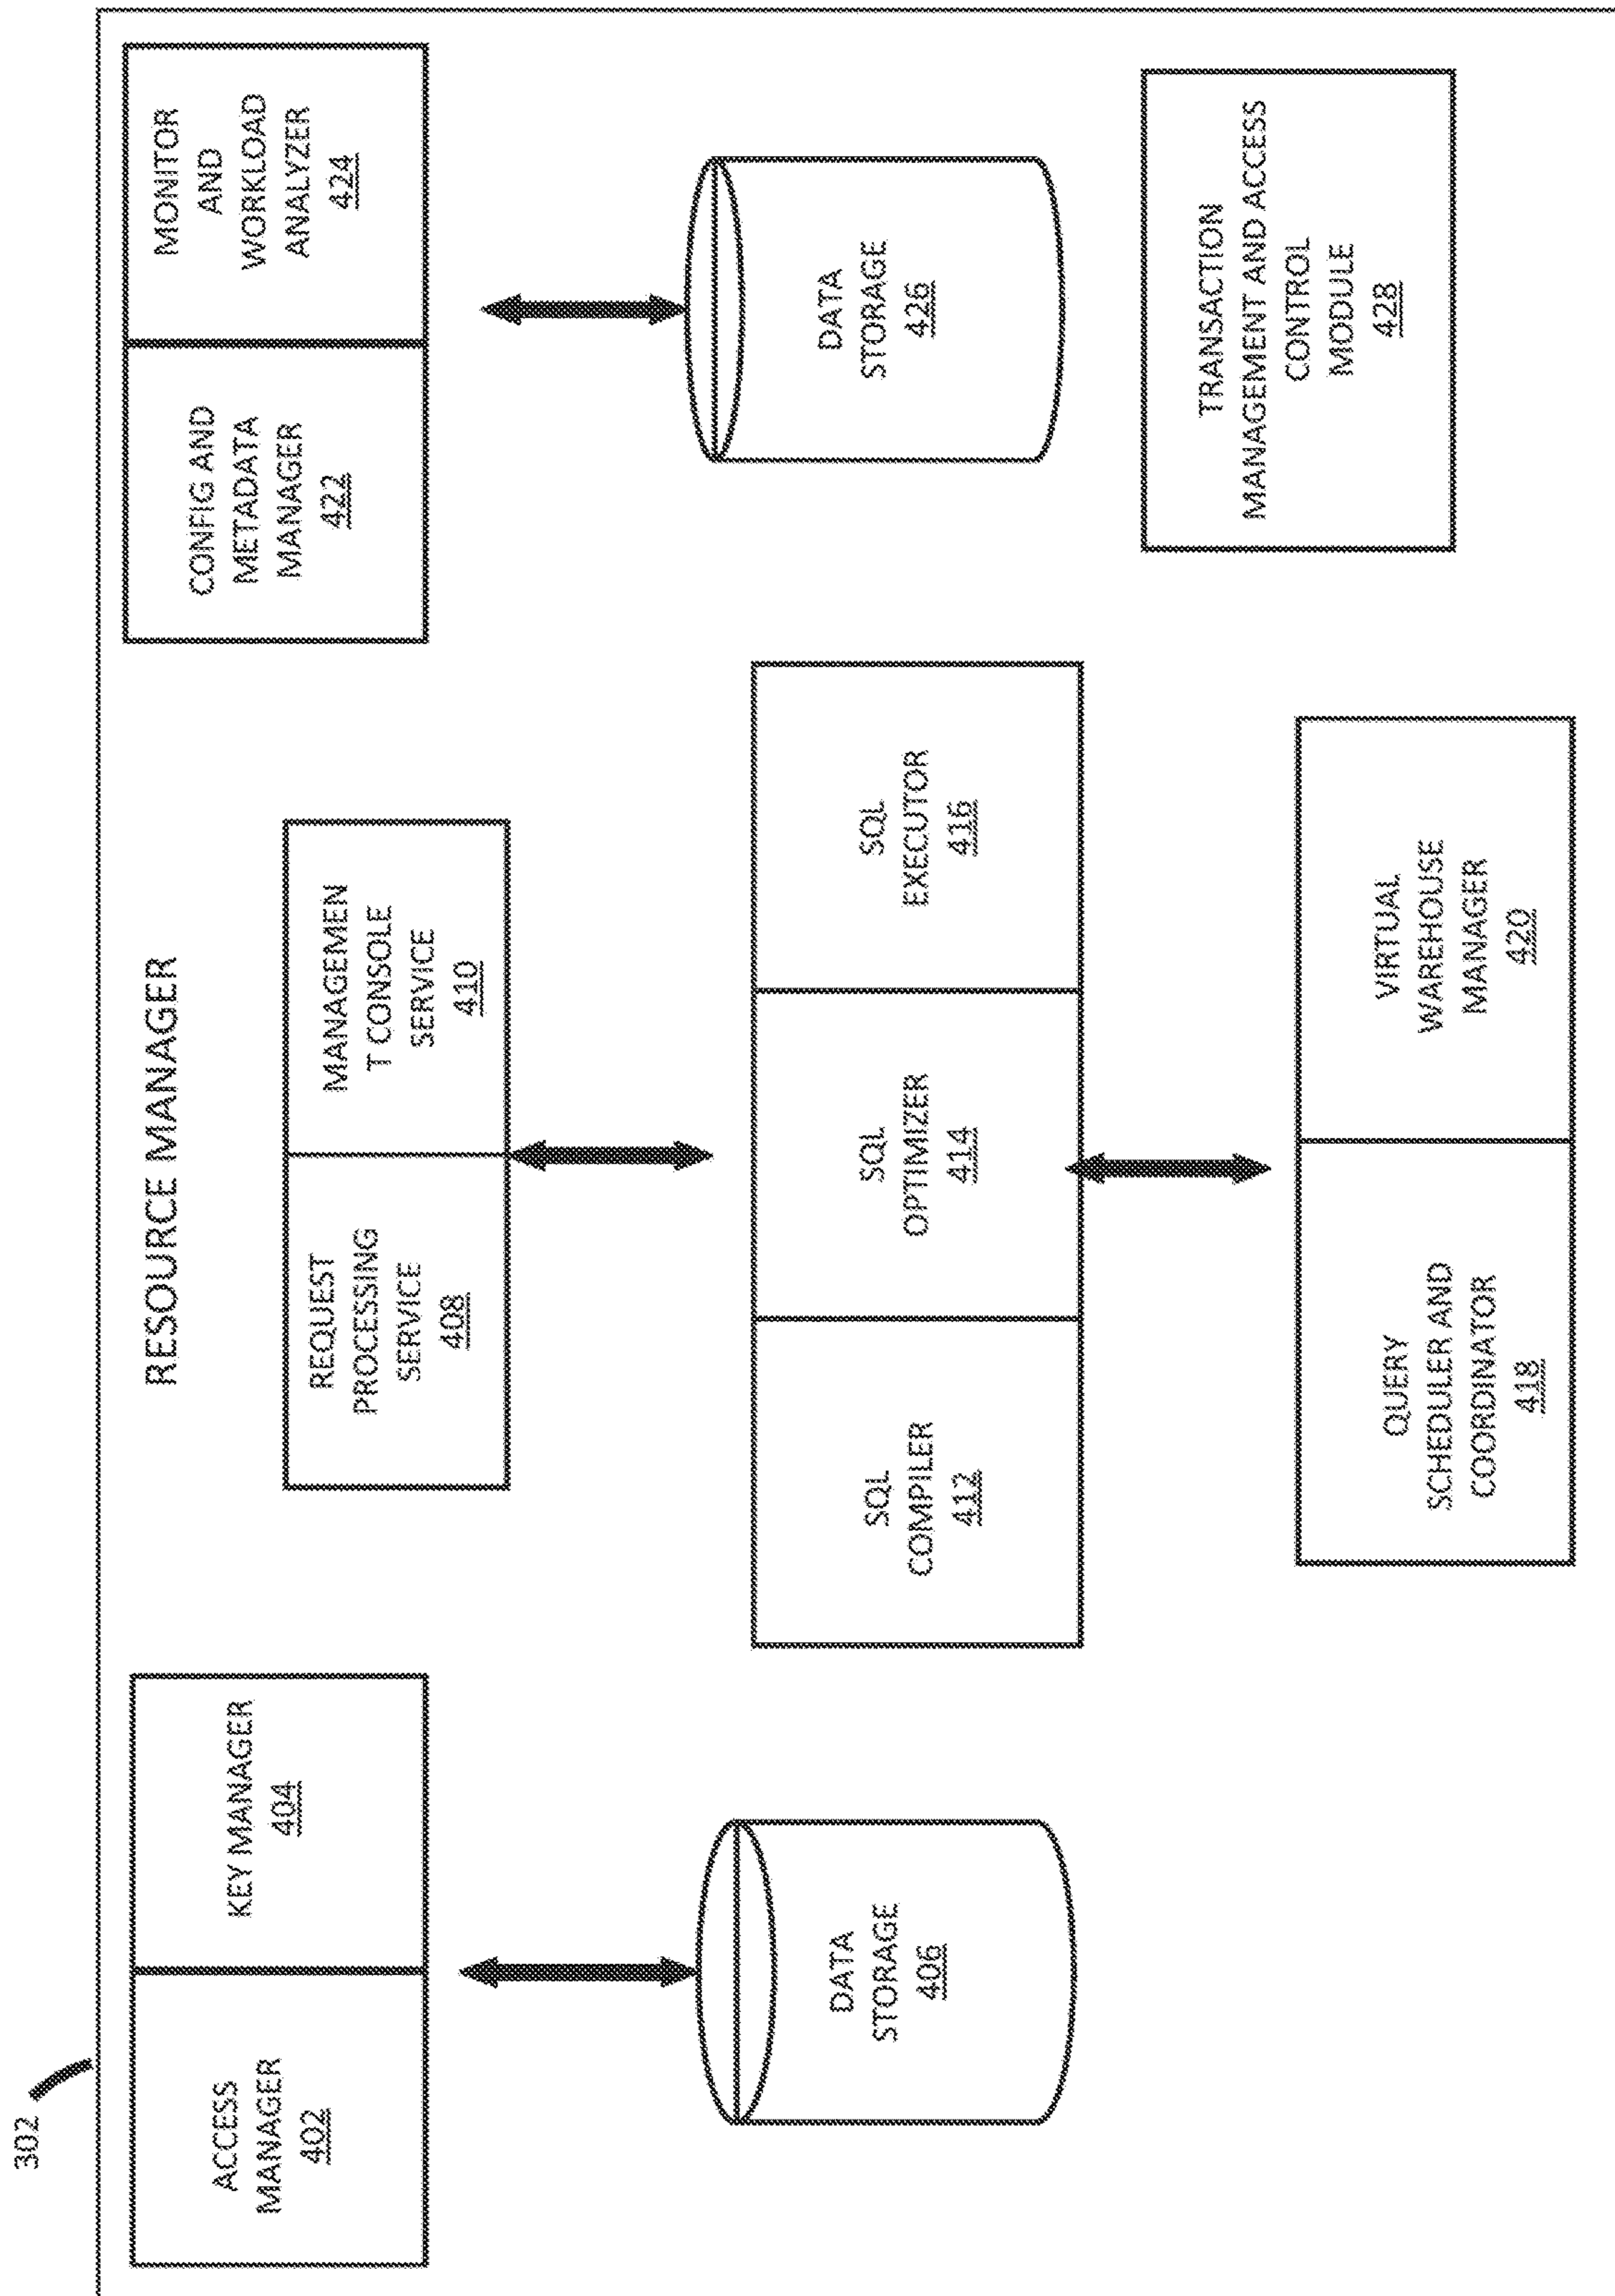 302
RESOURCE MANAGER
ACCESS
MANAGER
402
KEY MANAGER
404
DATA
STORAGE
406
REQUEST
PROCESSING
SERVICE
408
MANAGEMEN
T CONSOLE
SERVICE
410
SQL
COMPILER
412
SQL
OPTIMIZER
414
SQL
EXECUTOR
416
QUERY
SCHEDULER AND
COORDINATOR
418
VIRTUAL
WAREHOUSE
MANAGER
420
CONFIG AND
METADATA
MANAGER
422
MONITOR
AND
WORKLOAD
ANALYZER
424
DATA
STORAGE
426
TRANSACTION
MANAGEMENT AND ACCESS
CONTROL
MODULE
428